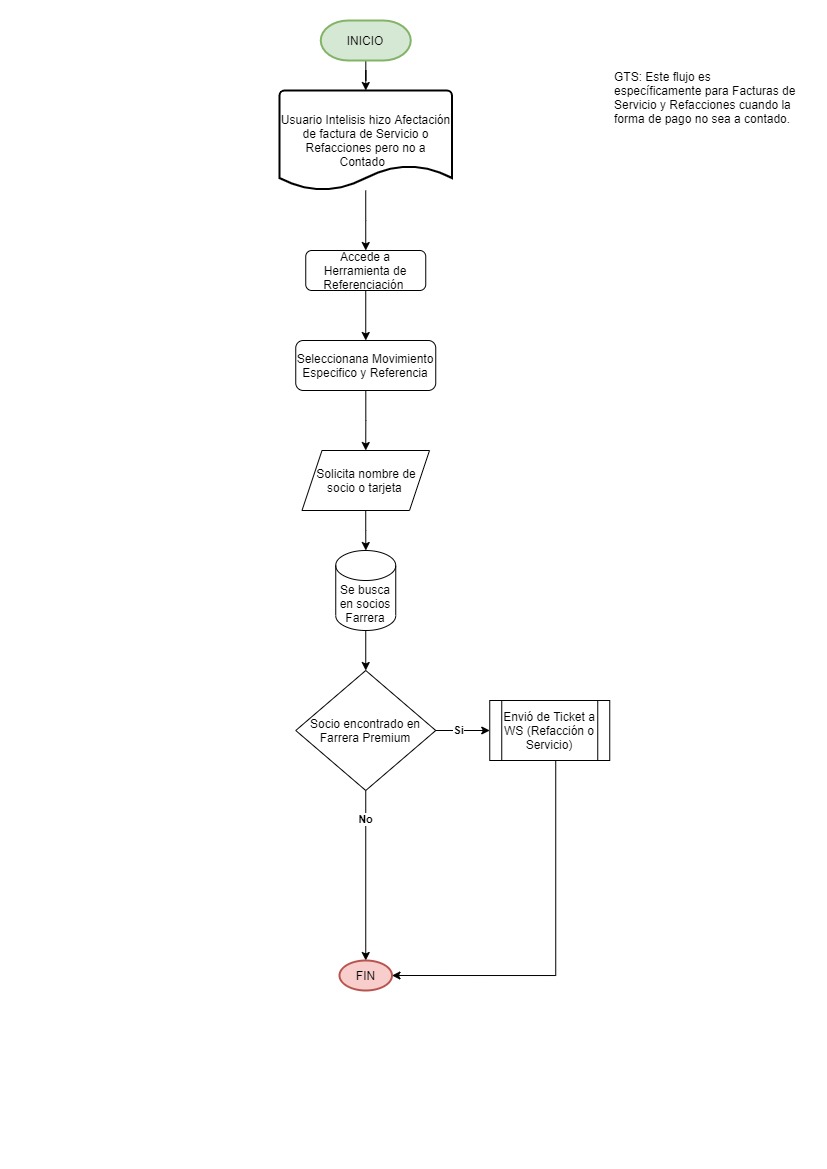 INICIO
GTS: Este flujo es
específicamente para Facturas de
Servicio y Refacciones cuando la
forma de pago no sea a contado.
Usuario Intelisis hizo Afectación
de factura de Servicio o
Refacciones pero no a
Contado
Accede a
Herramienta de
Referenciación
Seleccionana Movimiento
Especifico y Referencia
Solicita nombre de
socio o tarjeta
Se busca
en socios
Farrera
Socio encontrado en
Farrera Premium
Si
Envió de Ticket a
WS (Refacción o
Servicio)
No
FIN